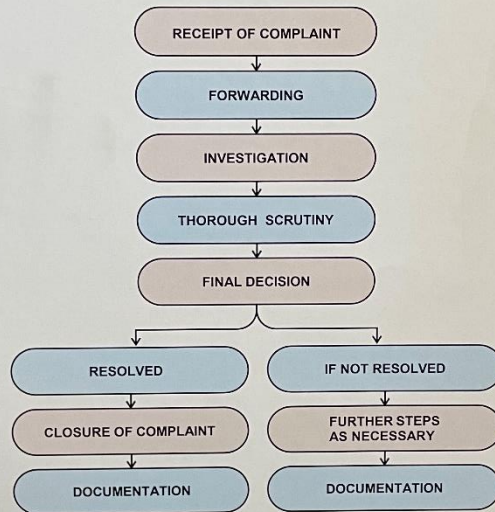 RECEIPT OF COMPLAINT
FORWARDING
INVESTIGATION
THOROUGH SCRUTINY
FINAL DECISION
RESOLVED
CLOSURE OF COMPLAINT
DOCUMENTATION
IF NOT RESOLVED
FURTHER STEPS
AS NECESSARY
DOCUMENTATION